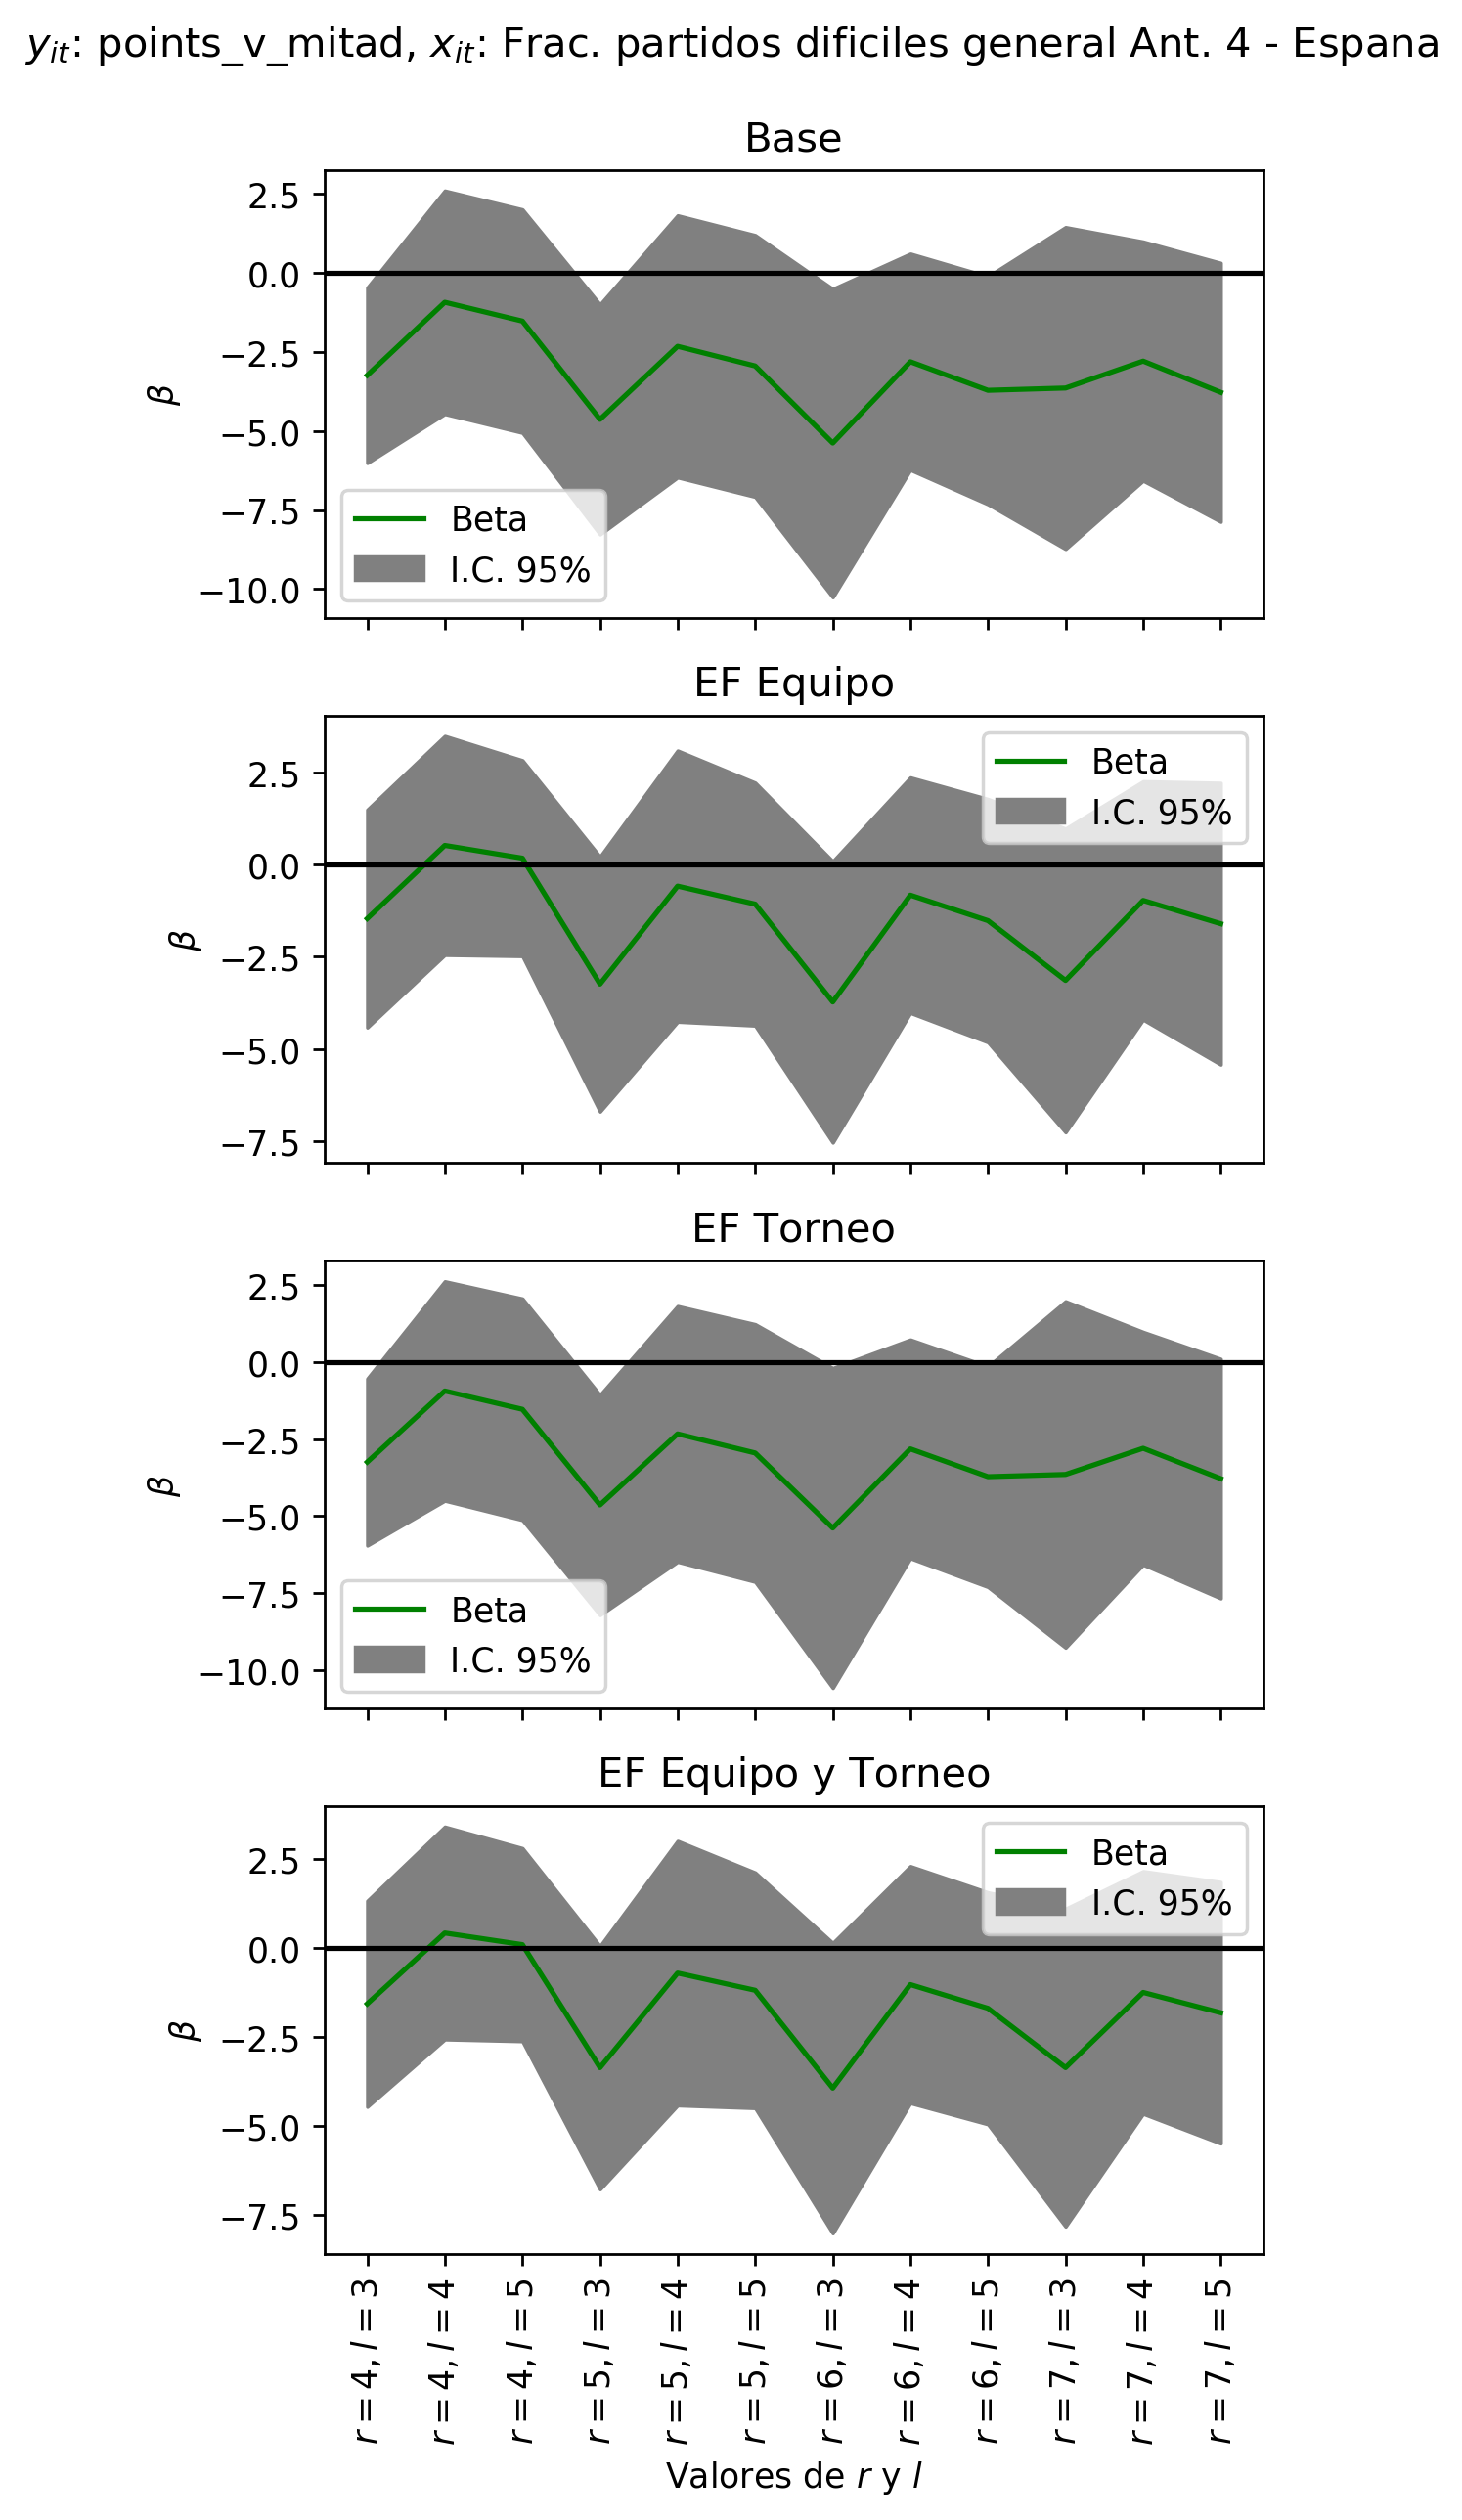 y_it: points_v_mitad, x_it: Frac. partidos dificiles general Ant. 4 - Espana
Base
2.5
0.0
−2.5
−5.0
−7.5
−10.0
β
Beta
I.C. 95%
EF Equipo
2.5
0.0
−2.5
−5.0
−7.5
β
Beta
I.C. 95%
EF Torneo
2.5
0.0
−2.5
−5.0
−7.5
−10.0
β
Beta
I.C. 95%
EF Equipo y Torneo
2.5
0.0
−2.5
−5.0
−7.5
β
Beta
I.C. 95%
r = 4, l = 3
r = 4, l = 4
r = 4, l = 5
r = 5, l = 3
r = 5, l = 4
r = 5, l = 5
r = 6, l = 3
r = 6, l = 4
r = 6, l = 5
r = 7, l = 3
r = 7, l = 4
r = 7, l = 5
Valores de r y l